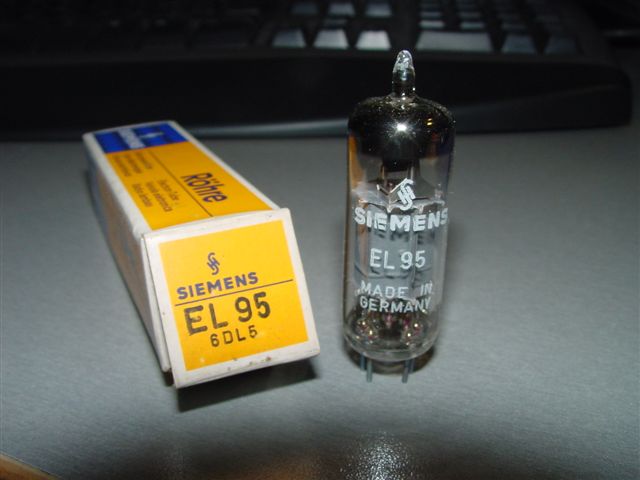 Röhre
SIEMENS
EL 95
6DL5
SIEMENS
EL 95
MADE IN
GERMANY